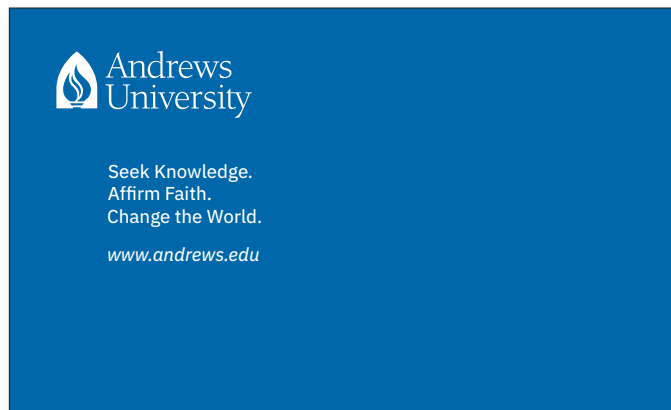 Andrews
University
Seek Knowledge.
Affirm Faith.
Change the World.
www.andrews.edu